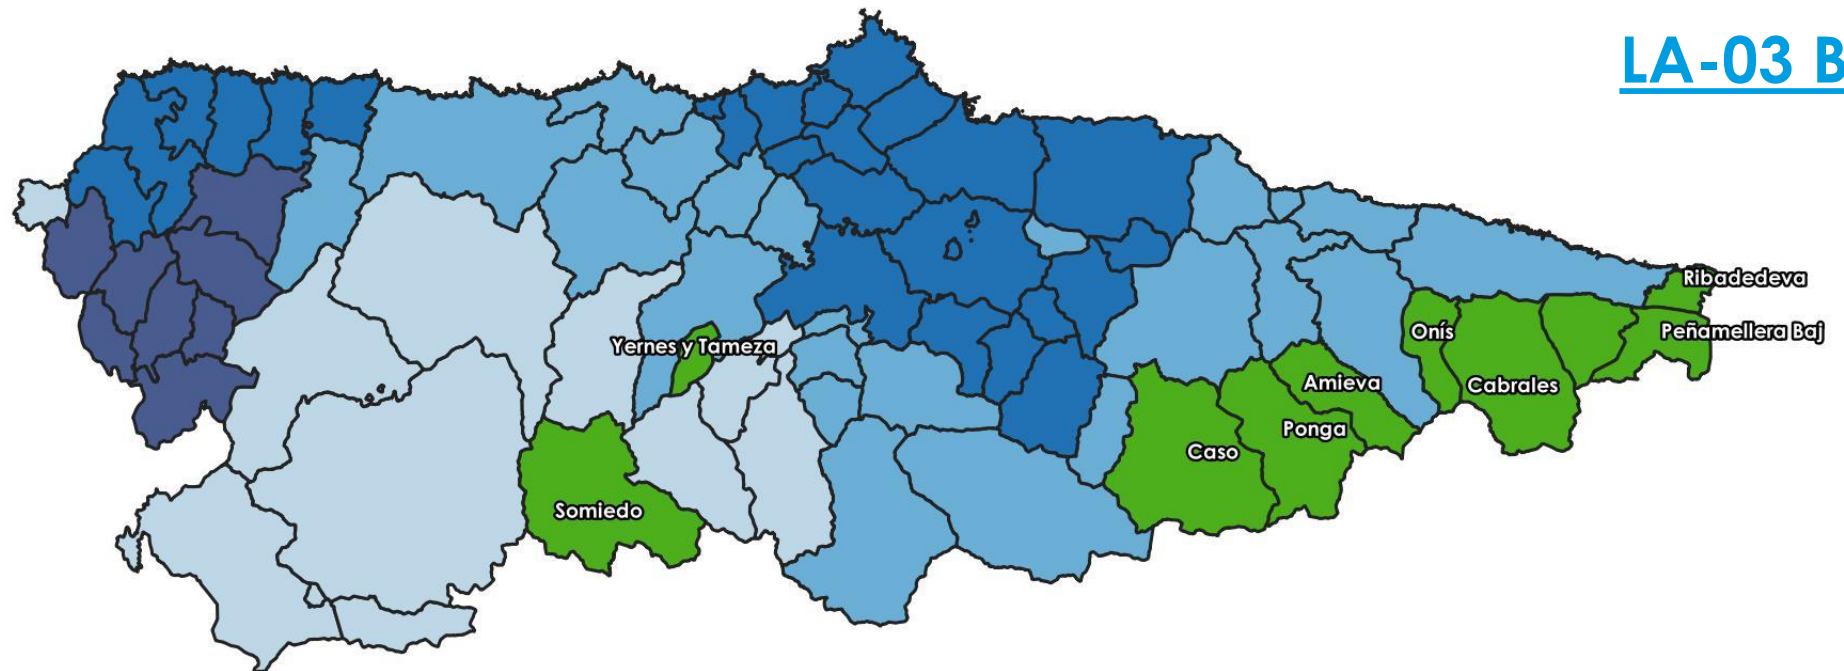 LA-03 B
Ribadedeva
Onís
Peñamellera Baj
Yernes y Tameza
Amieva
Cabrales
Ponga
Caso
Somiedo